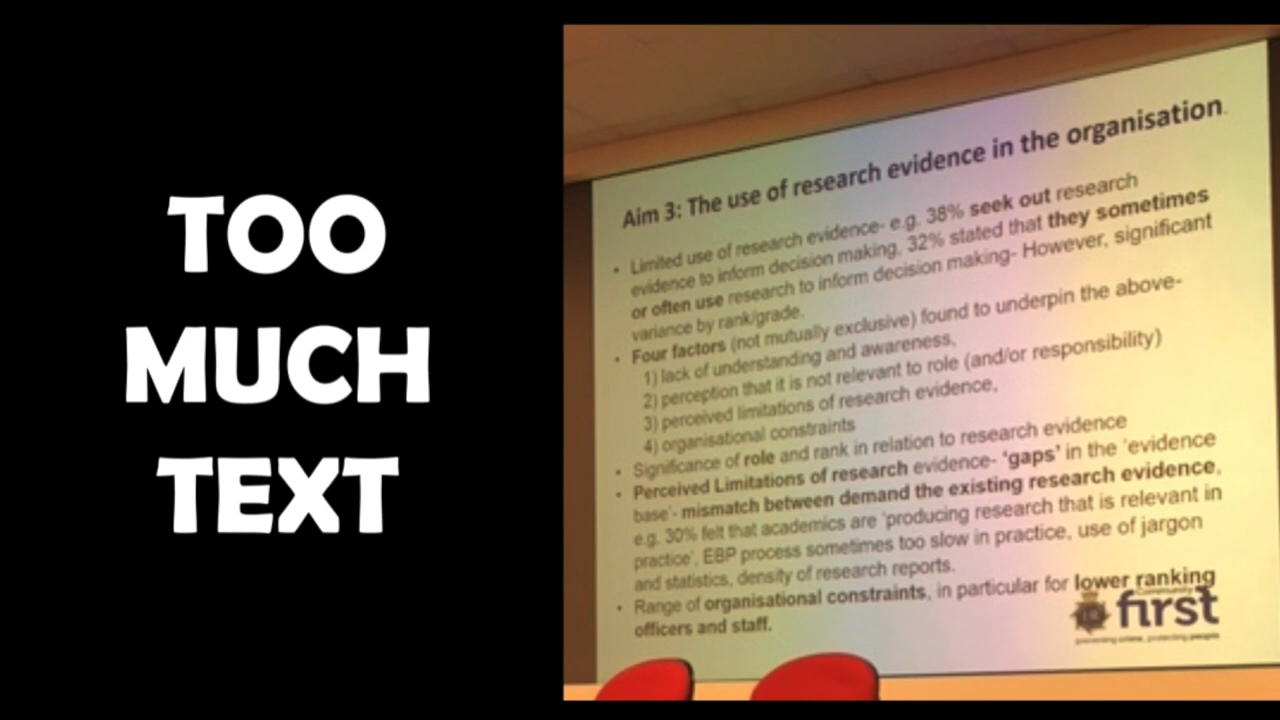 TOO
MUCH
TEXT
Aim 3: The use of research evidence in the organisation.
• Limited use of research evidence- e.g. 38% seek out research
evidence to inform decision making, 32% stated that they sometimes
or often use research to inform decision making- However, significant
variance by rank/grade.
• Four factors (not mutually exclusive) found to underpin the above-
1) lack of understanding and awareness,
2) perception that it is not relevant to role (and/or responsibility)
3) perceived limitations of research evidence,
4) organisational constraints
• Significance of role and rank in relation to research evidence
• Perceived Limitations of research evidence- 'gaps' in the 'evidence
base'- mismatch between demand the existing research evidence,
e.g. 30% felt that academics are 'producing research that is relevant in
practice', EBP process sometimes too slow in practice, use of jargon
and statistics, density of research reports.
• Range of organisational constraints, in particular for lower ranking
officers and staff.
Community
first
preventing crime, protecting people